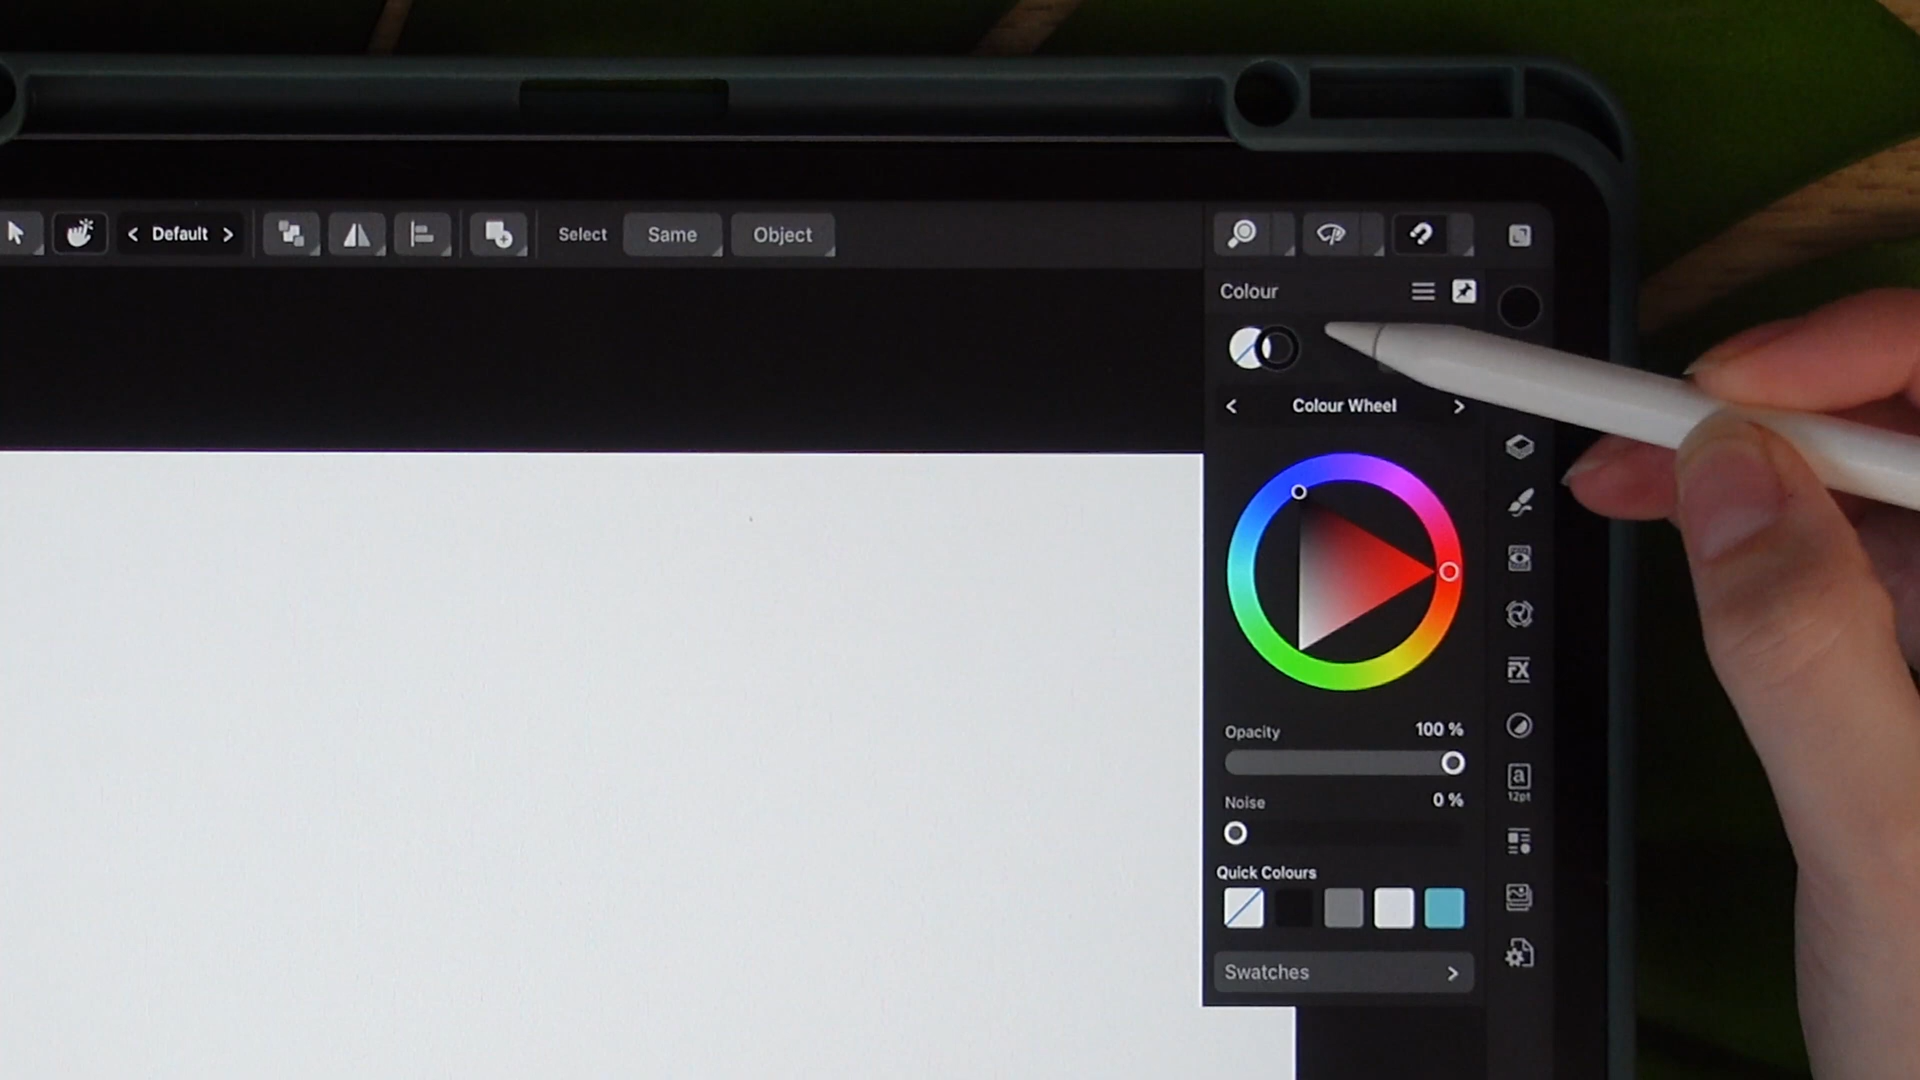 Default
Select
Same
Object
Colour
Colour Wheel
Opacity
100 %
Noise
0 %
Quick Colours
Swatches
FX
a
12pt